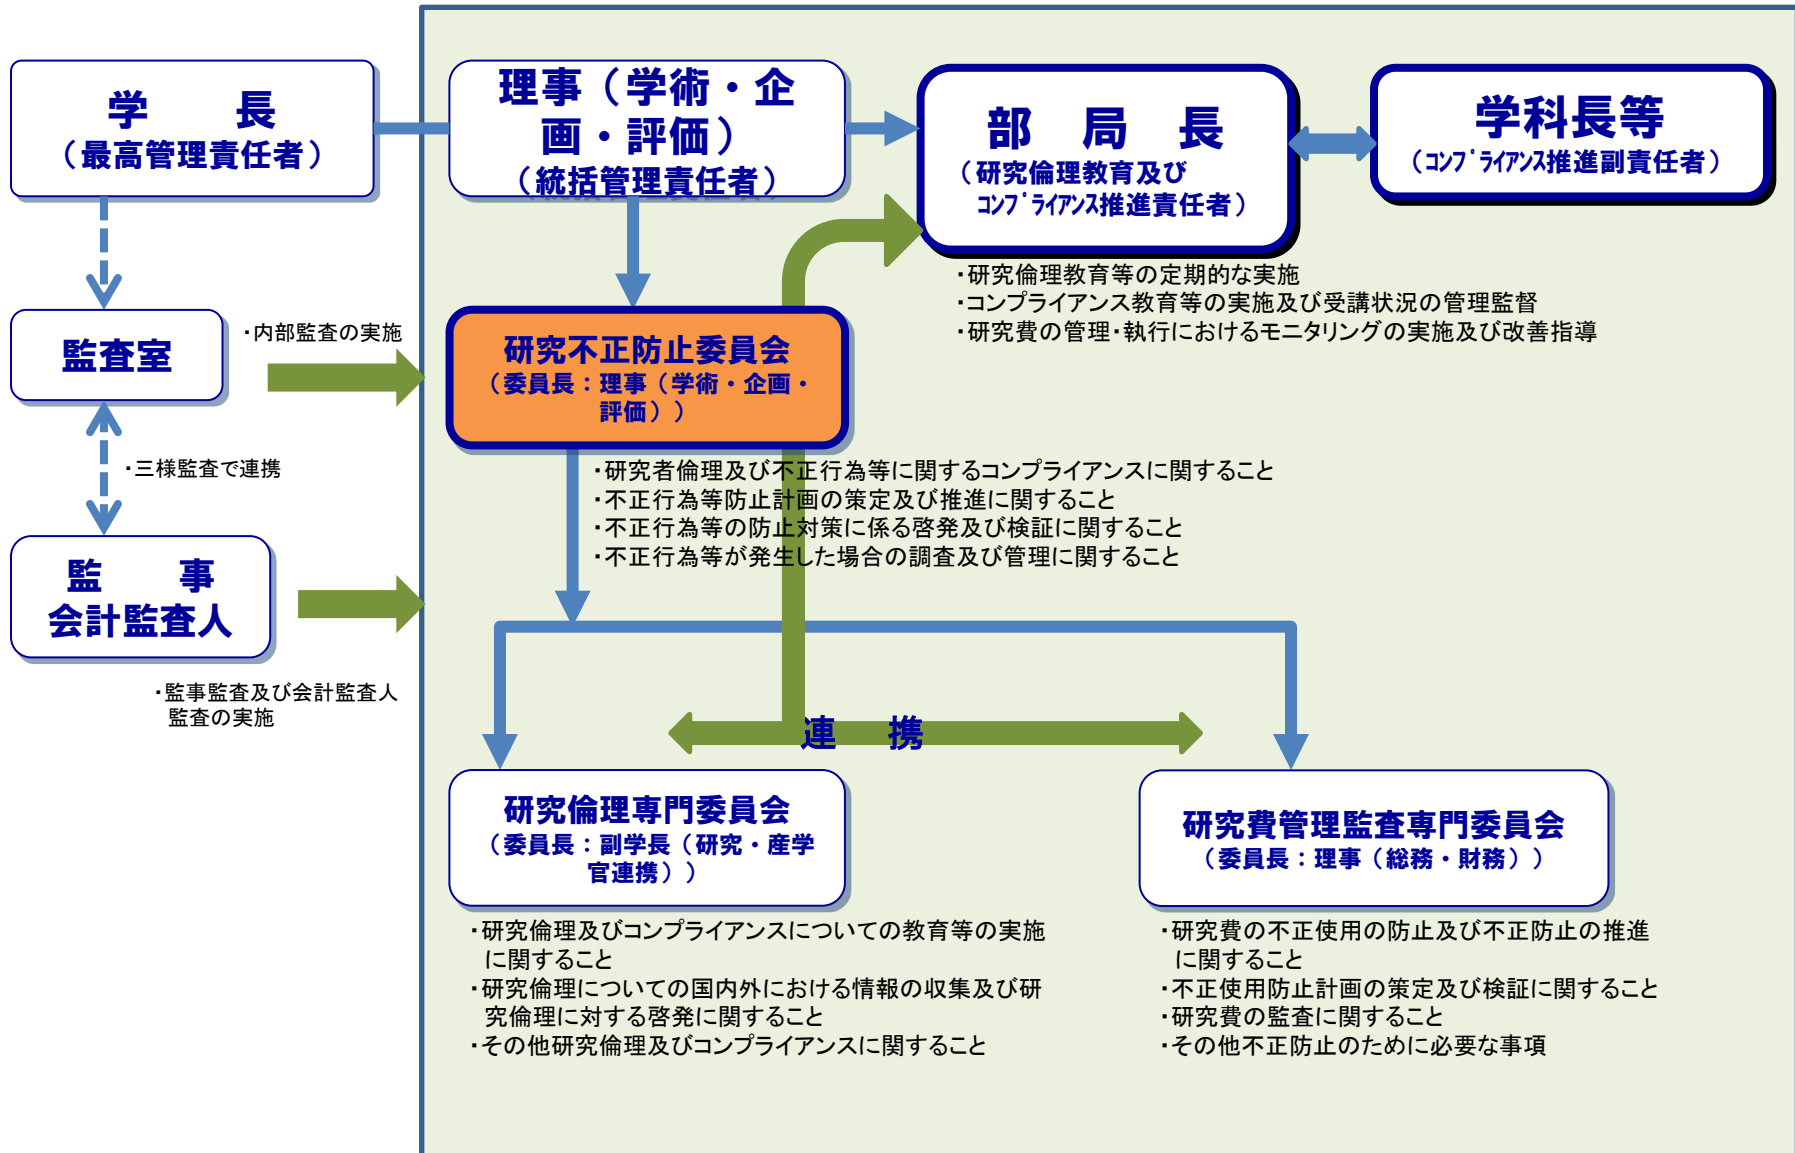 学　長
（最高管理責任者）
理事（学術・企
画・評価）
（統括管理責任者）
部　局　長
（研究倫理教育及び
コンプライアンス推進責任者）
学科長等
（コンプライアンス推進副責任者）
・研究倫理教育等の定期的な実施
・コンプライアンス教育等の実施及び受講状況の管理監督
・研究費の管理・執行におけるモニタリングの実施及び改善指導
監査室
・内部監査の実施
研究不正防止委員会
（委員長：理事（学術・企画・
評価））
・三様監査で連携
・研究者倫理及び不正行為等に関するコンプライアンスに関すること
・不正行為等防止計画の策定及び推進に関すること
・不正行為等の防止対策に係る啓発及び検証に関すること
・不正行為等が発生した場合の調査及び管理に関すること
監　事
会計監査人
・監事監査及び会計監査人
監査の実施
連　携
研究倫理専門委員会
（委員長：副学長（研究・産学
官連携））
・研究倫理及びコンプライアンスについての教育等の実施
に関すること
・研究倫理についての国内外における情報の収集及び研
究倫理に対する啓発に関すること
・その他研究倫理及びコンプライアンスに関すること
研究費管理監査専門委員会
（委員長：理事（総務・財務））
・研究費の不正使用の防止及び不正防止の推進
に関すること
・不正使用防止計画の策定及び検証に関すること
・研究費の監査に関すること
・その他不正防止のために必要な事項